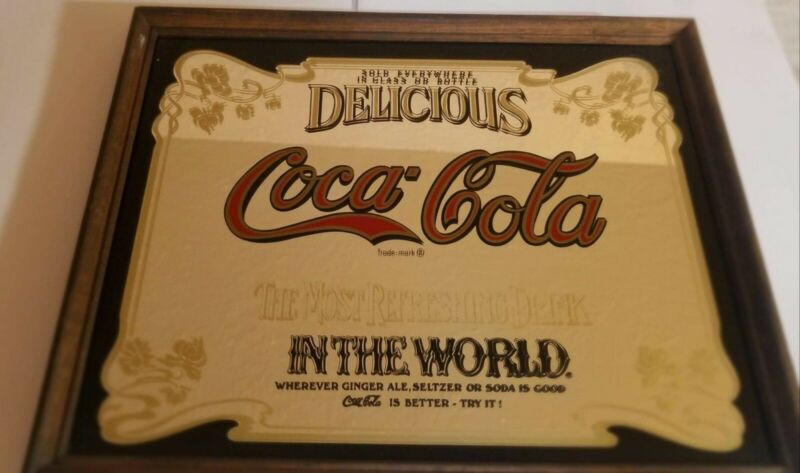 SOLD EVERYWHERE
IN GLASS OR BOTTLE
DELICIOUS
Coca-Cola
Trade-mark ®
THE MOST REFRESHING DRINK
IN THE WORLD.
WHEREVER GINGER ALE, SELTZER OR SODA IS GOOD
Coca-Cola IS BETTER - TRY IT!